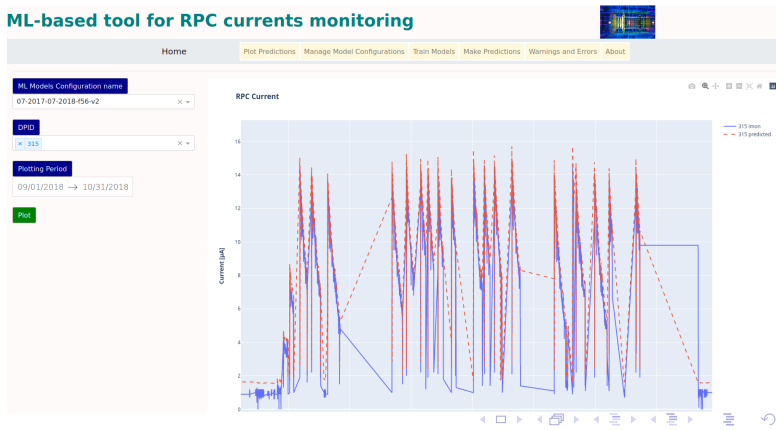 ML-based tool for RPC currents monitoring
Home
Plot Predictions
Manage Model Configurations
Train Models
Make Predictions
Warnings and Errors
About
ML Models Configuration name
07-2017-07-2018-f56-v2
× 
DPID
× 315
×
Plotting Period
09/01/2018 → 10/31/2018
Plot
RPC Current
315 imon
315 predicted
Current [μA]
16
14
12
10
8
6
4
2
0